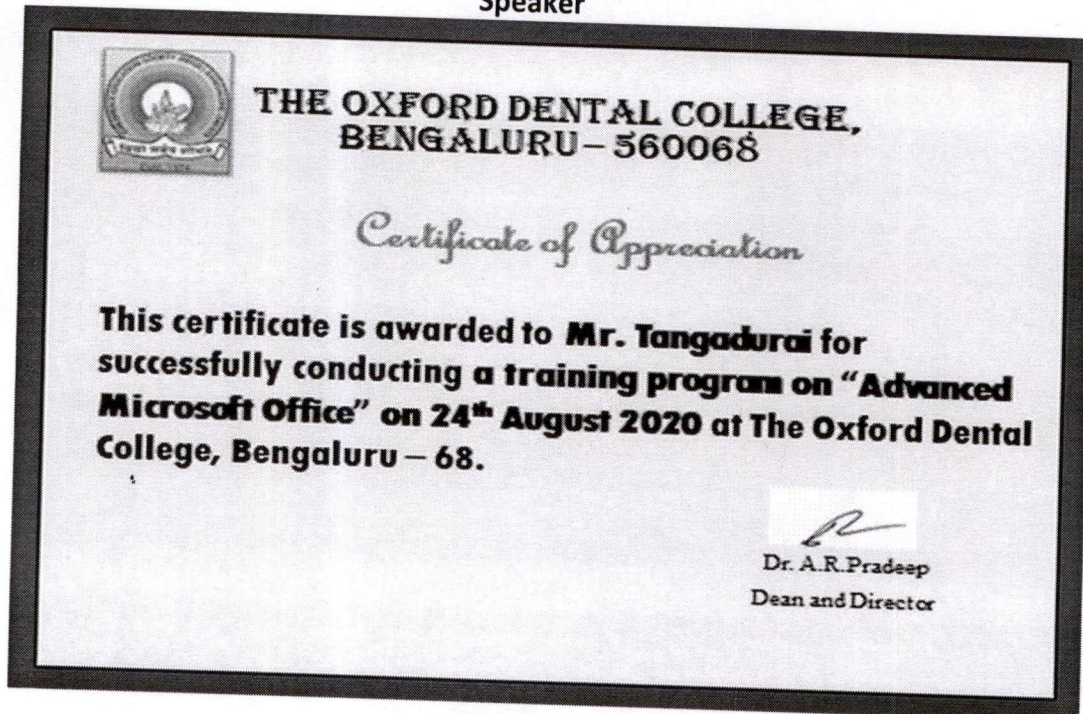 Speaker
THE OXFORD DENTAL COLLEGE,
BENGALURU – 560068
Certificate of Appreciation
This certificate is awarded to Mr. Tangadurai for
successfully conducting a training program on “Advanced
Microsoft Office” on 24th August 2020 at The Oxford Dental
College, Bengaluru – 68.
Dr. A.R.Pradeep
Dean and Director